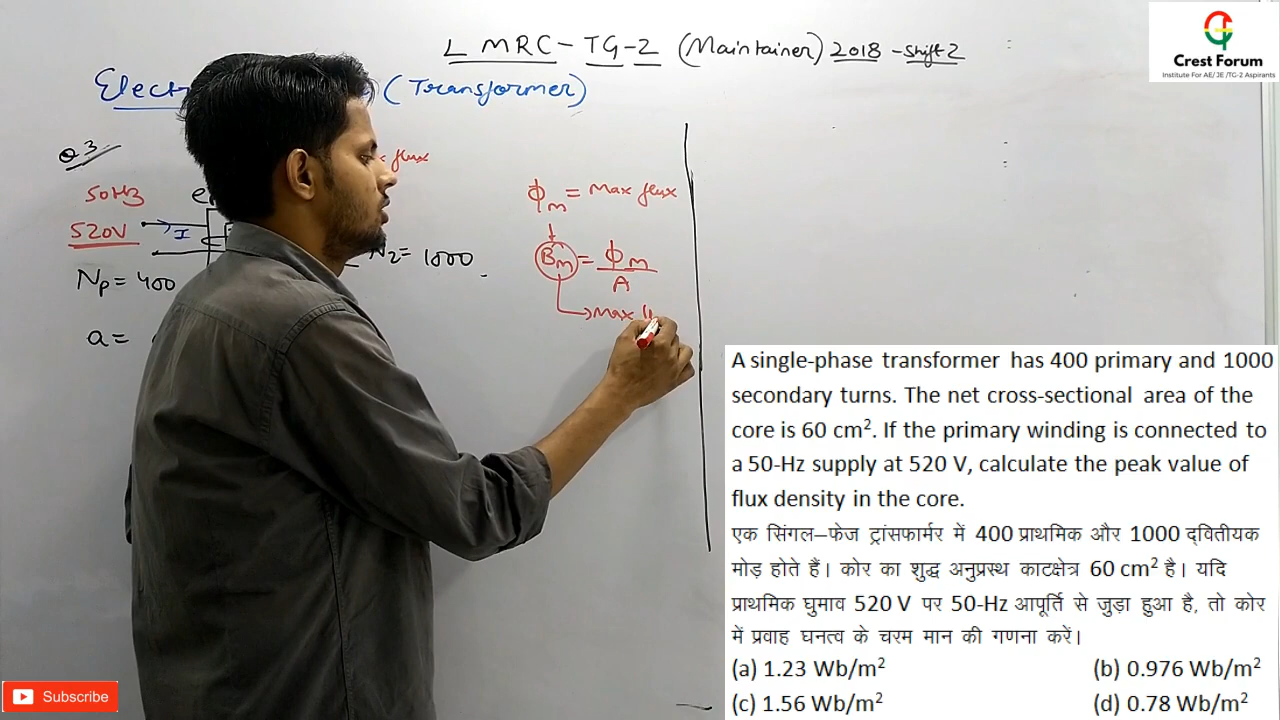 L MRC - TG-2 (Maintainer) 2018 - Shift 2
Crest Forum
Institute For AE/ JE /TG-2 Aspirants
(Transformer)
Q 3
flux
50Hz
520V
I
Np = 400
N2 = 1000
a =
ϕm = Max flux
Bm = ϕm / A
Max
A single-phase transformer has 400 primary and 1000
secondary turns. The net cross-sectional area of the
core is 60 cm². If the primary winding is connected to
a 50-Hz supply at 520 V, calculate the peak value of
flux density in the core.
एक सिंगल–फेज ट्रांसफार्मर में 400 प्राथमिक और 1000 द्वितीयक
मोड़ होते हैं। कोर का शुद्ध अनुप्रस्थ काटक्षेत्र 60 cm² है। यदि
प्राथमिक घुमाव 520 V पर 50-Hz आपूर्ति से जुड़ा हुआ है, तो कोर
में प्रवाह घनत्व के चरम मान की गणना करें।
(a) 1.23 Wb/m² (b) 0.976 Wb/m²
(c) 1.56 Wb/m² (d) 0.78 Wb/m²
Subscribe